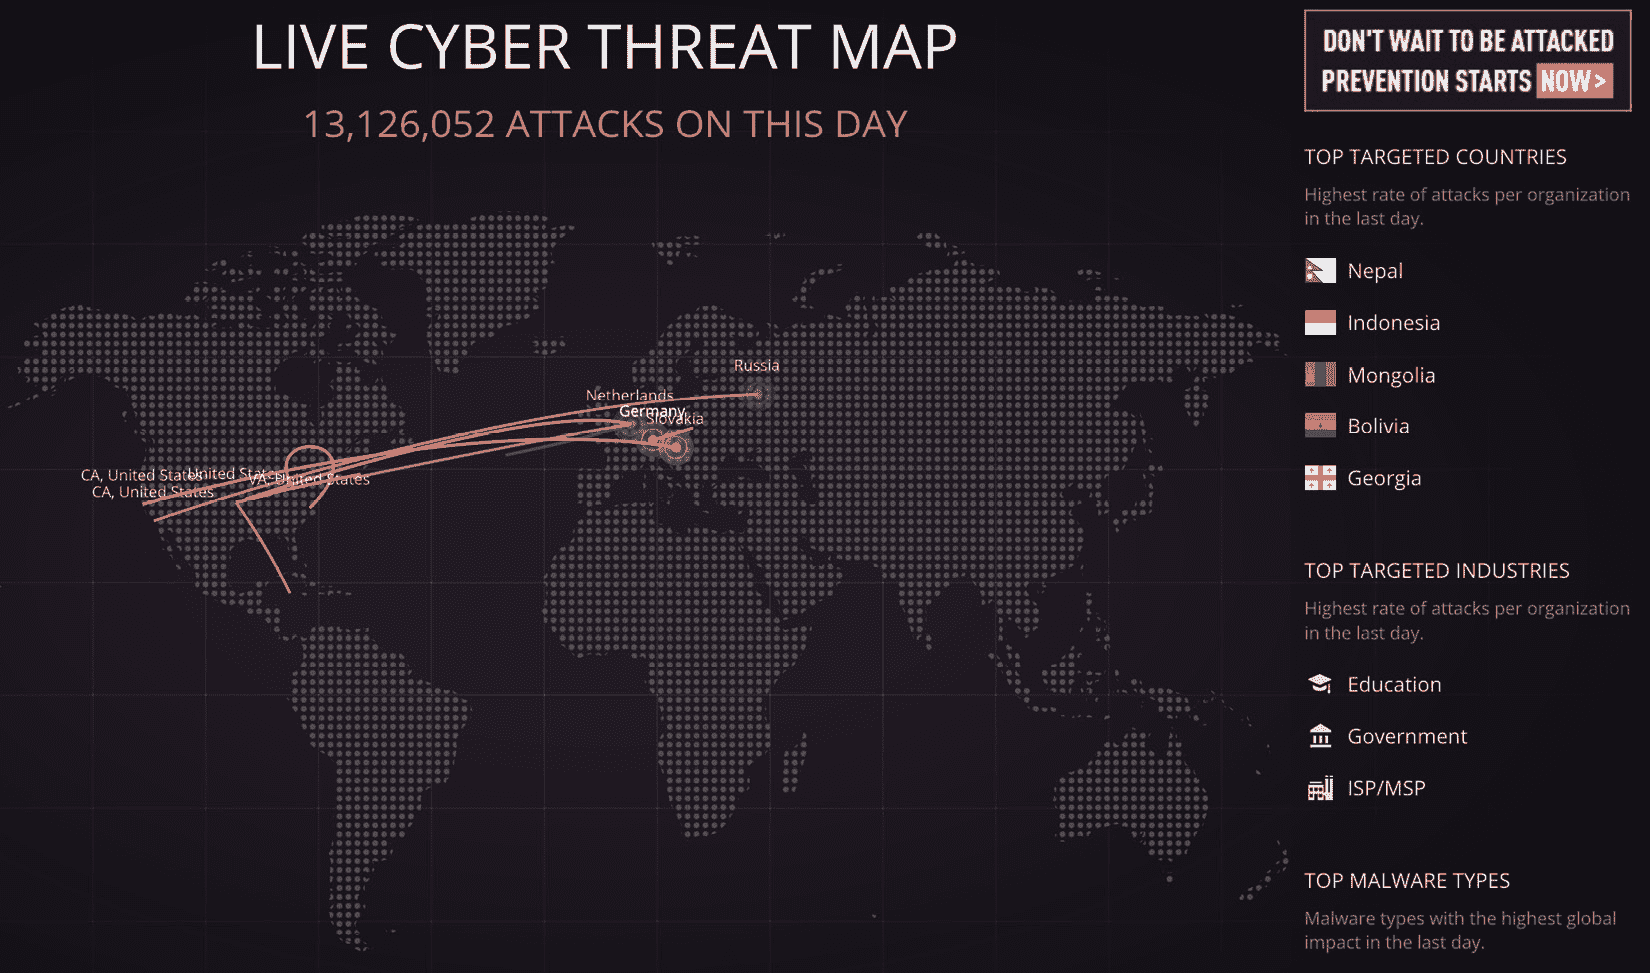 LIVE CYBER THREAT MAP
13,126,052 ATTACKS ON THIS DAY
Russia
Netherlands
Germany
Slovakia
CA, United States
United States
VA, United States
CA, United States
DON'T WAIT TO BE ATTACKED
PREVENTION STARTS NOW >
TOP TARGETED COUNTRIES
Highest rate of attacks per organization
in the last day.
Nepal
Indonesia
Mongolia
Bolivia
Georgia
TOP TARGETED INDUSTRIES
Highest rate of attacks per organization
in the last day.
Education
Government
ISP/MSP
TOP MALWARE TYPES
Malware types with the highest global
impact in the last day.